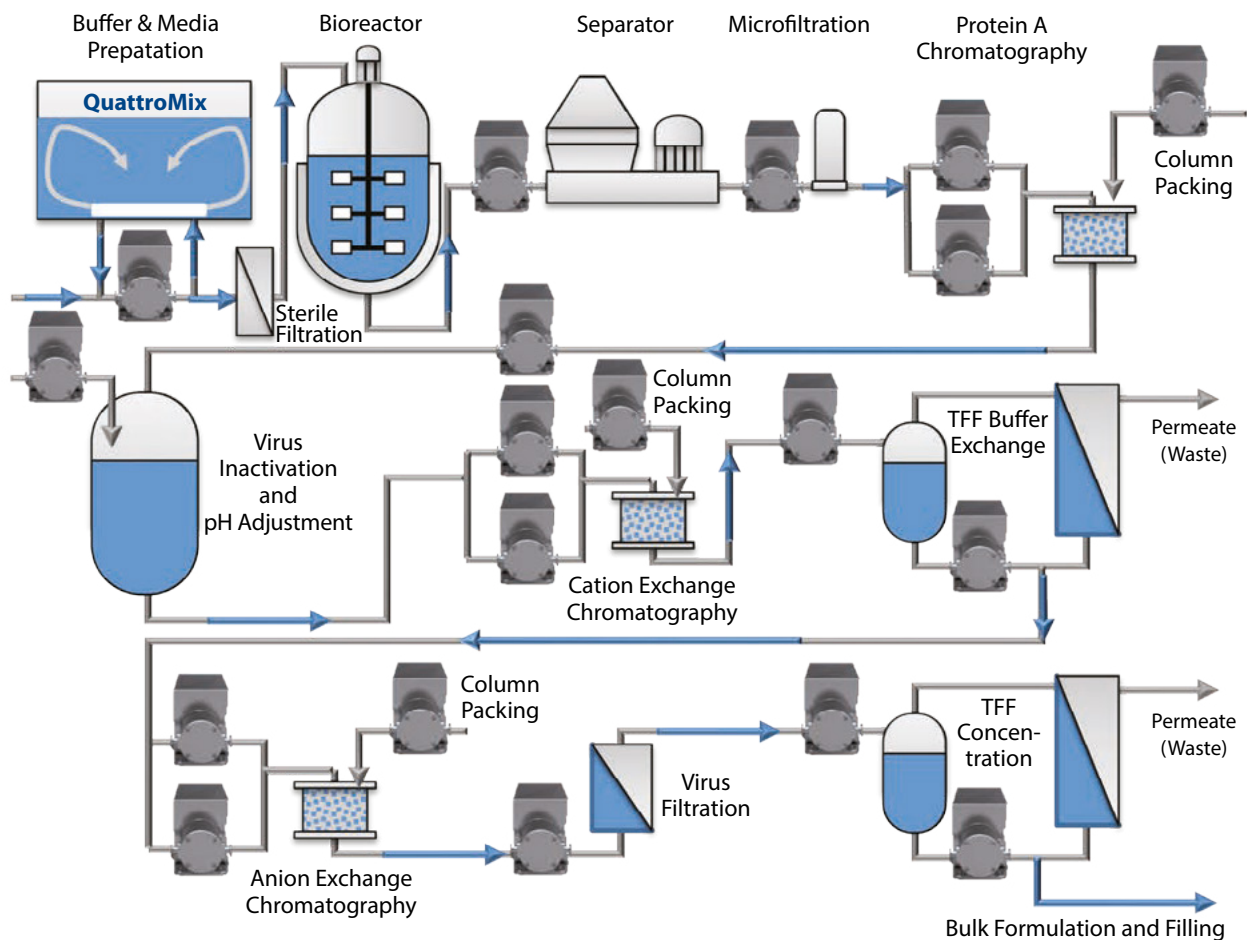 Buffer & Media
Prepatation
Bioreactor
Separator
Microfiltration
Protein A
Chromatography
QuattroMix
Column
Packing
Sterile
Filtration
Column
Packing
Virus
Inactivation
and
pH Adjustment
TFF Buffer
Exchange
Permeate
(Waste)
Cation Exchange
Chromatography
Column
Packing
TFF
Concen-
tration
Permeate
(Waste)
Virus
Filtration
Anion Exchange
Chromatography
Bulk Formulation and Filling